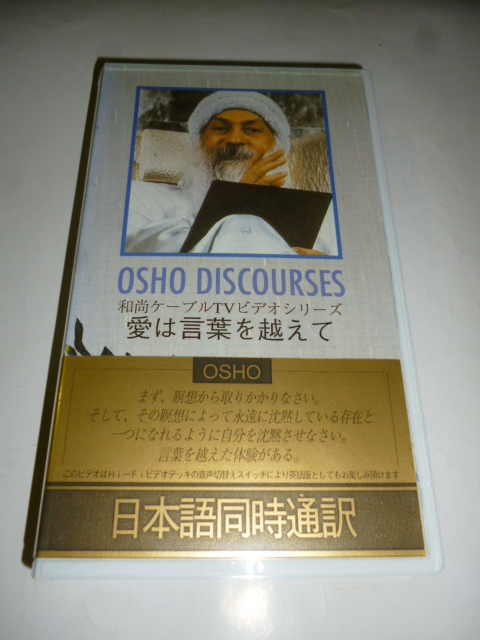 OSHO DISCOURSES
和尚ケーブルTVビデオシリーズ
愛は言葉を越えて
OSHO
まず、瞑想から取りかかりなさい。
そして、その瞑想によって永遠に沈黙している存在と
一つになれるように自分を沈黙させなさい。
言葉を越えた体験がある。
このビデオはHi-Fiビデオデッキの音声切替えスイッチにより英語版としてもお楽しみ頂けます
日本語同時通訳